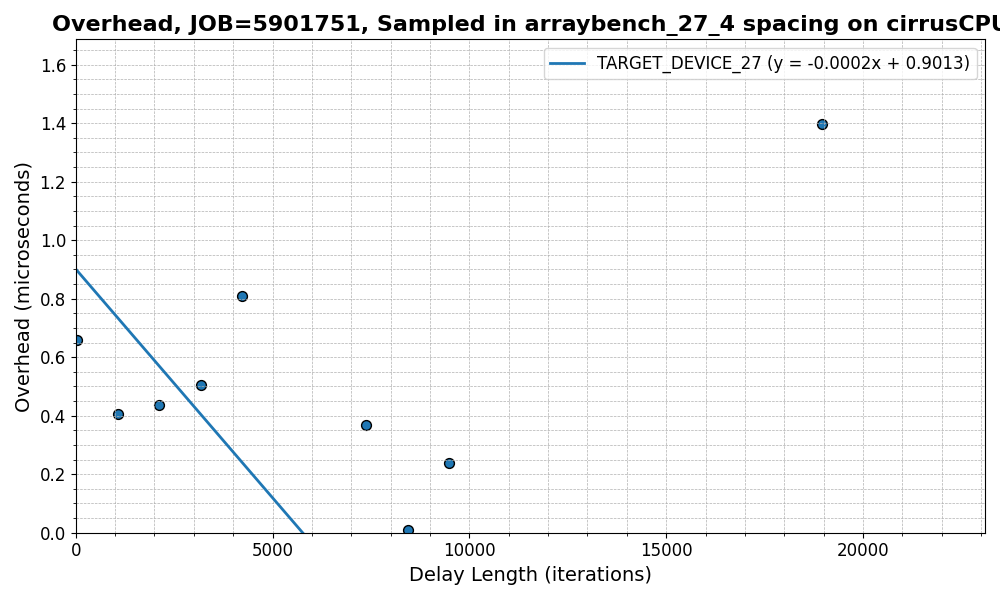 Overhead, JOB=5901751, Sampled in arraybench_27_4 spacing on cirrusCPU
TARGET_DEVICE_27 (y = -0.0002x + 0.9013)
Overhead (microseconds)
1.6
1.4
1.2
1.0
0.8
0.6
0.4
0.2
0.0
0 5000 10000 15000 20000
Delay Length (iterations)